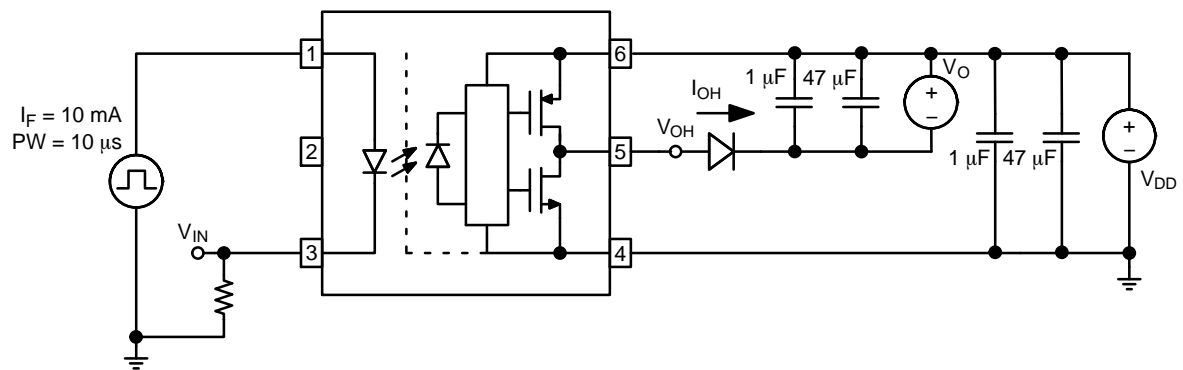 1
6
1 μF 47 μF
+
−
V_O
I_OH
I_F = 10 mA
PW = 10 μs
2
V_OH
5
1 μF 47 μF
+
−
V_DD
V_IN
3
4